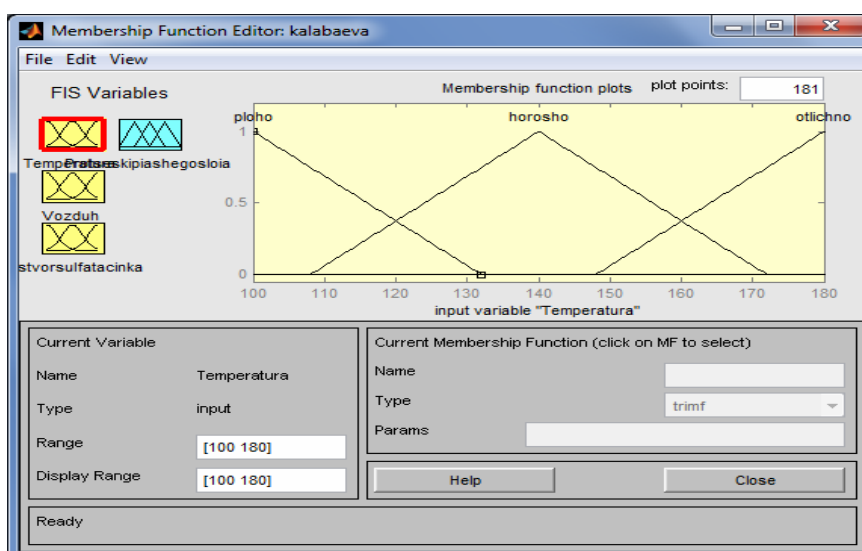 Membership Function Editor: kalabaeva
File Edit View
FIS Variables
Membership function plots plot points: 181
ploho horosho otlichno
1
0.5
0
100 110 120 130 140 150 160 170 180
input variable "Temperatura"
Vozduh
stvorsulfatacinka
Current Variable
Name Temperatura
Type input
Range [100 180]
Display Range [100 180]
Current Membership Function (click on MF to select)
Name
Type trimf
Params
Help Close
Ready